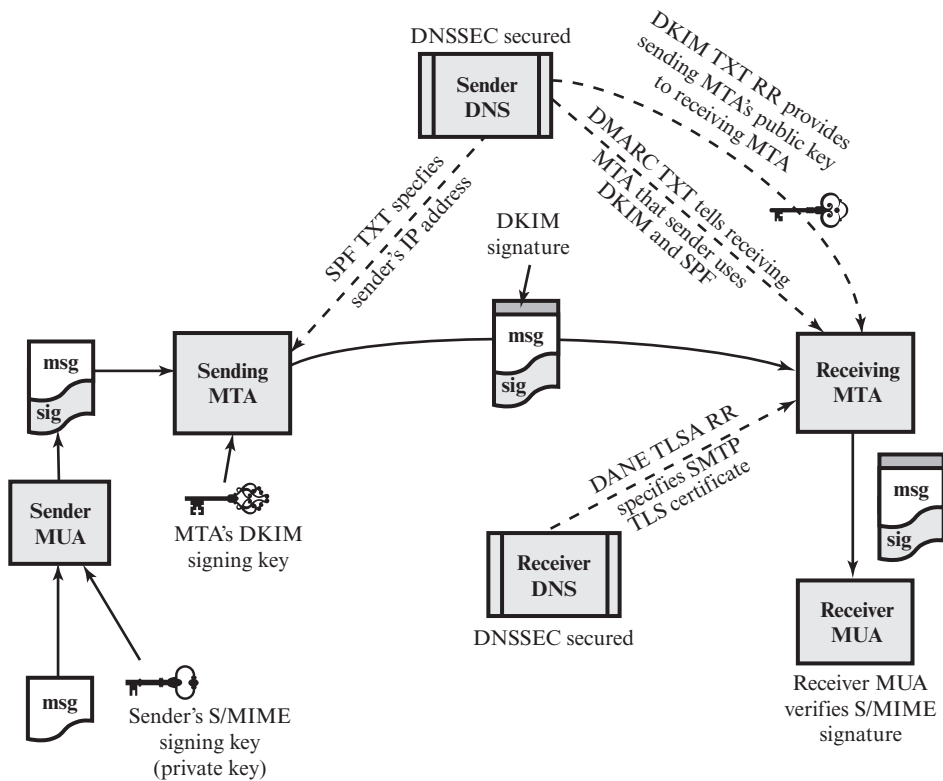 DNSSEC secured
Sender
DNS
DKIM TXT RR provides
sending MTA's public key
to receiving MTA
DMARC TXT tells receiving
MTA that sender uses
DKIM and SPF
SPF TXT specfies
sender's IP address
DKIM
signature
msg
sig
msg
sig
Sending
MTA
Receiving
MTA
DANE TLSA RR
specifies SMTP
TLS certificate
Sender
MUA
MTA's DKIM
signing key
Receiver
DNS
DNSSEC secured
msg
sig
Receiver
MUA
msg
Sender's S/MIME
signing key
(private key)
Receiver MUA
verifies S/MIME
signature